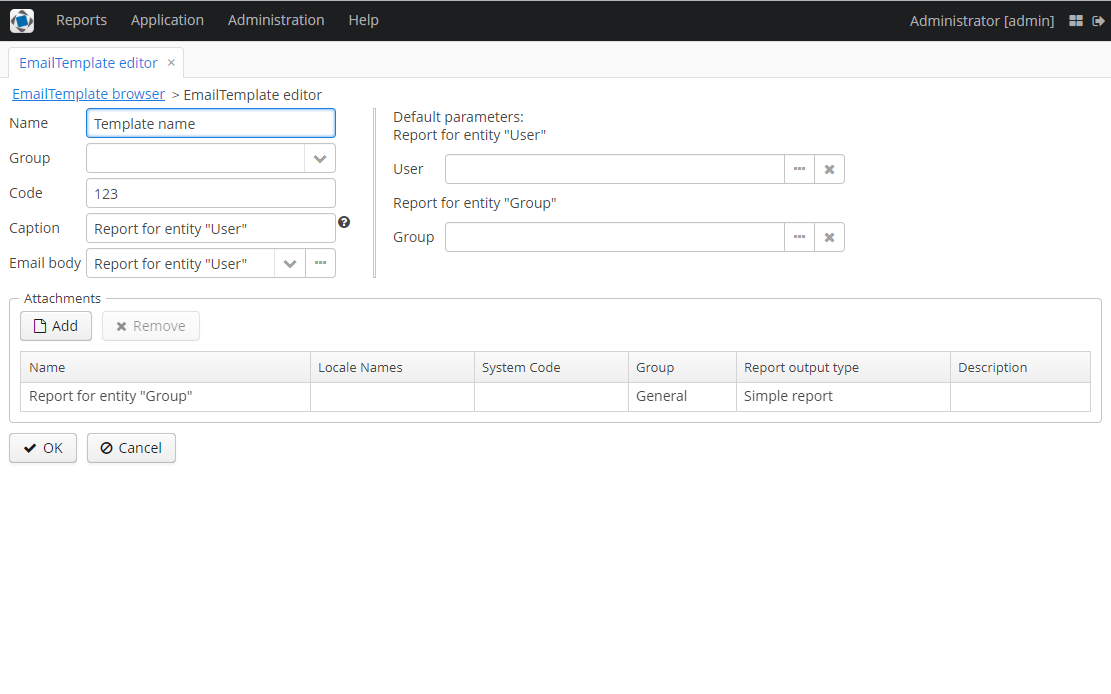 Reports Application Administration Help Administrator [admin]
EmailTemplate editor ×
EmailTemplate browser > EmailTemplate editor
Name Template name
Group
Code 123
Caption Report for entity "User" ?
Email body Report for entity "User" ...
Default parameters:
Report for entity "User"
User ...
Report for entity "Group"
Group ...
Attachments
Add Remove
Name Locale Names System Code Group Report output type Description
Report for entity "Group" General Simple report
OK Cancel